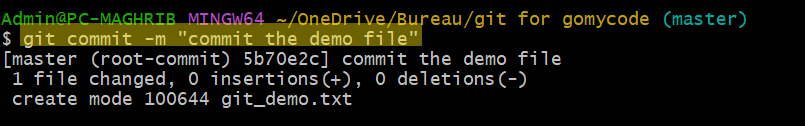 Admin@PC-MAGHRIB MINGW64 ~/OneDrive/Bureau/git for gomycode (master)
$ git commit -m "commit the demo file"
[master (root-commit) 5b70e2c] commit the demo file
 1 file changed, 0 insertions(+), 0 deletions(-)
 create mode 100644 git_demo.txt